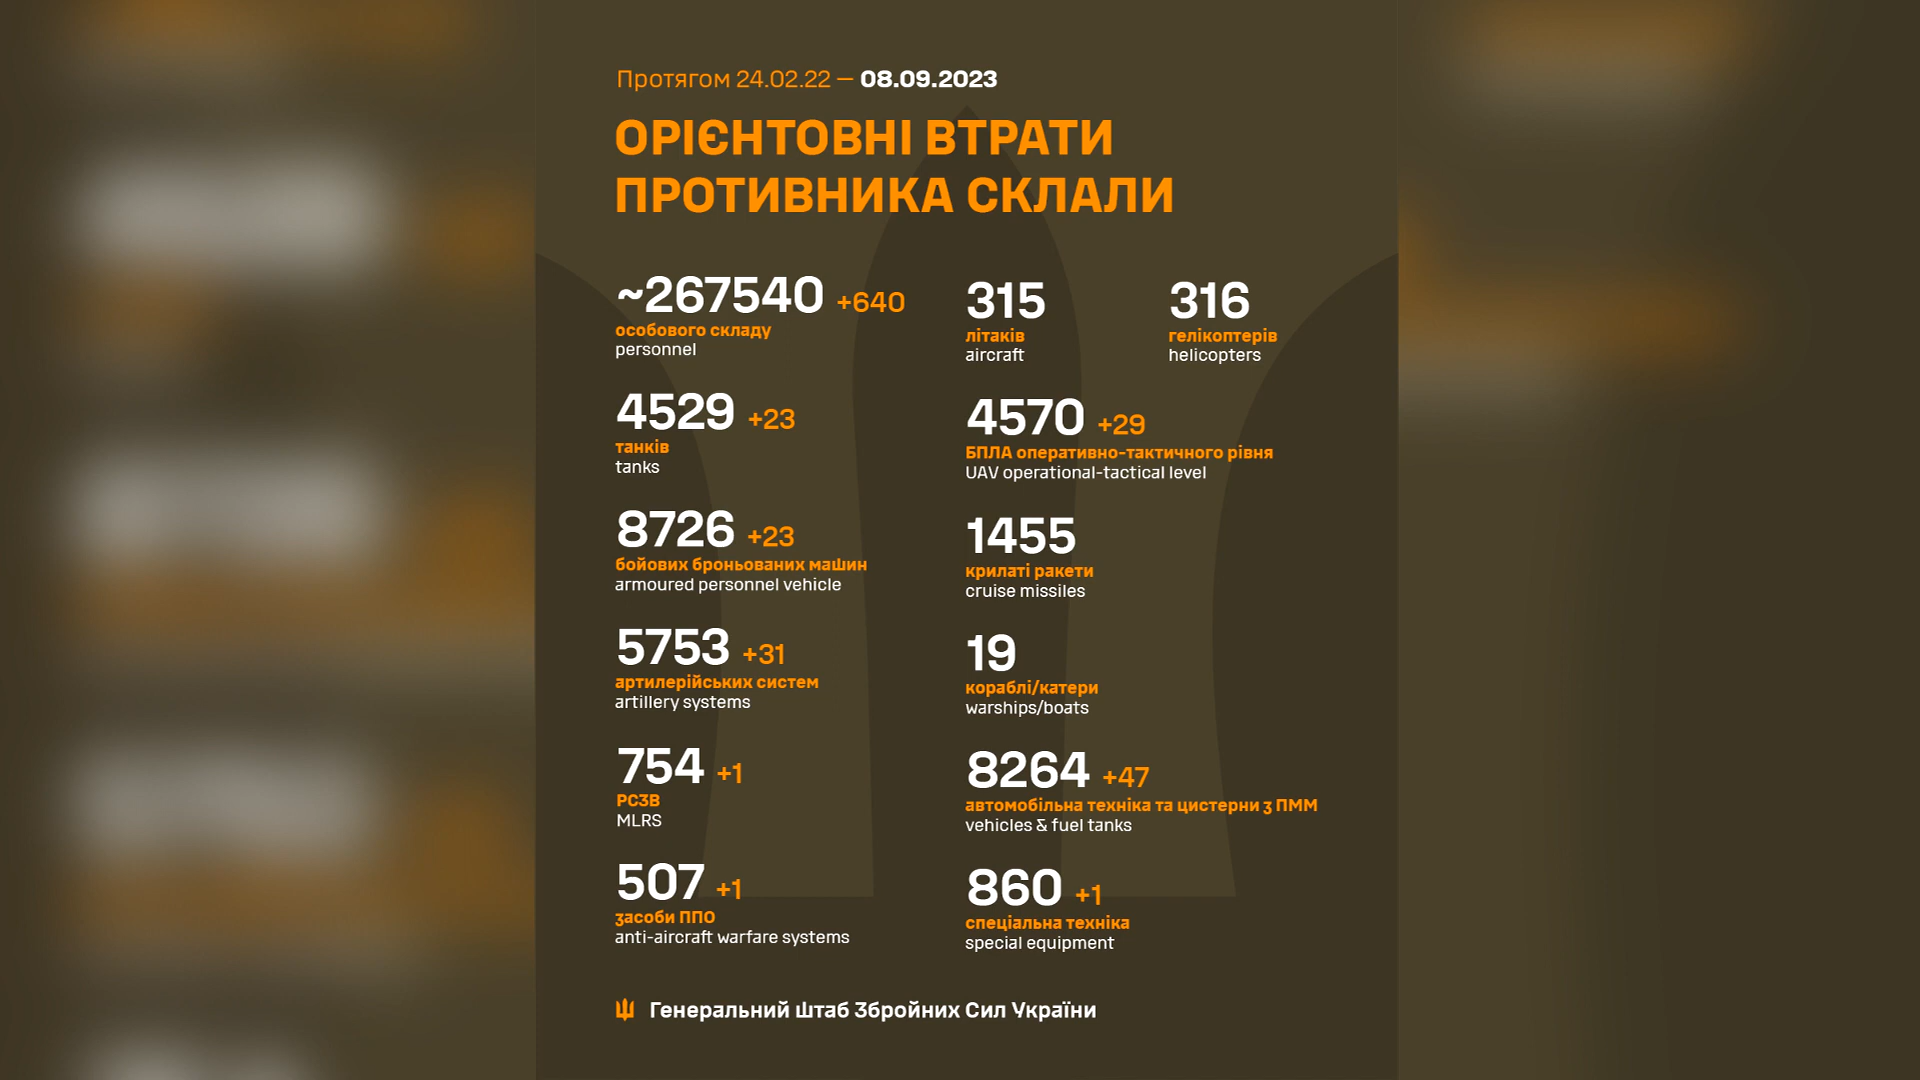 Протягом 24.02.22 — 08.09.2023
ОРІЄНТОВНІ ВТРАТИ
ПРОТИВНИКА СКЛАЛИ
~267540 +640
особового складу
personnel
4529 +23
танків
tanks
8726 +23
бойових броньованих машин
armoured personnel vehicle
5753 +31
артилерійських систем
artillery systems
754 +1
РСЗВ
MLRS
507 +1
засоби ППО
anti-aircraft warfare systems
315
літаків
aircraft
316
гелікоптерів
helicopters
4570 +29
БПЛА оперативно-тактичного рівня
UAV operational-tactical level
1455
крилаті ракети
cruise missiles
19
кораблі/катери
warships/boats
8264 +47
автомобільна техніка та цистерни з ПММ
vehicles & fuel tanks
860 +1
спеціальна техніка
special equipment
Генеральний штаб Збройних Сил України